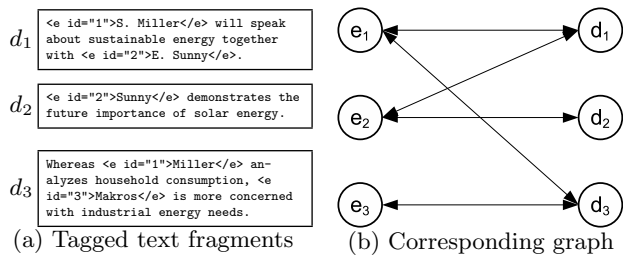 d1
<e id="1">S. Miller</e> will speak
about sustainable energy together
with <e id="2">E. Sunny</e>.
d2
<e id="2">Sunny</e> demonstrates the
future importance of solar energy.
d3
Whereas <e id="1">Miller</e> an-
alyzes household consumption, <e
id="3">Makros</e> is more concerned
with industrial energy needs.
(a) Tagged text fragments
e1
d1
e2
d2
e3
d3
(b) Corresponding graph